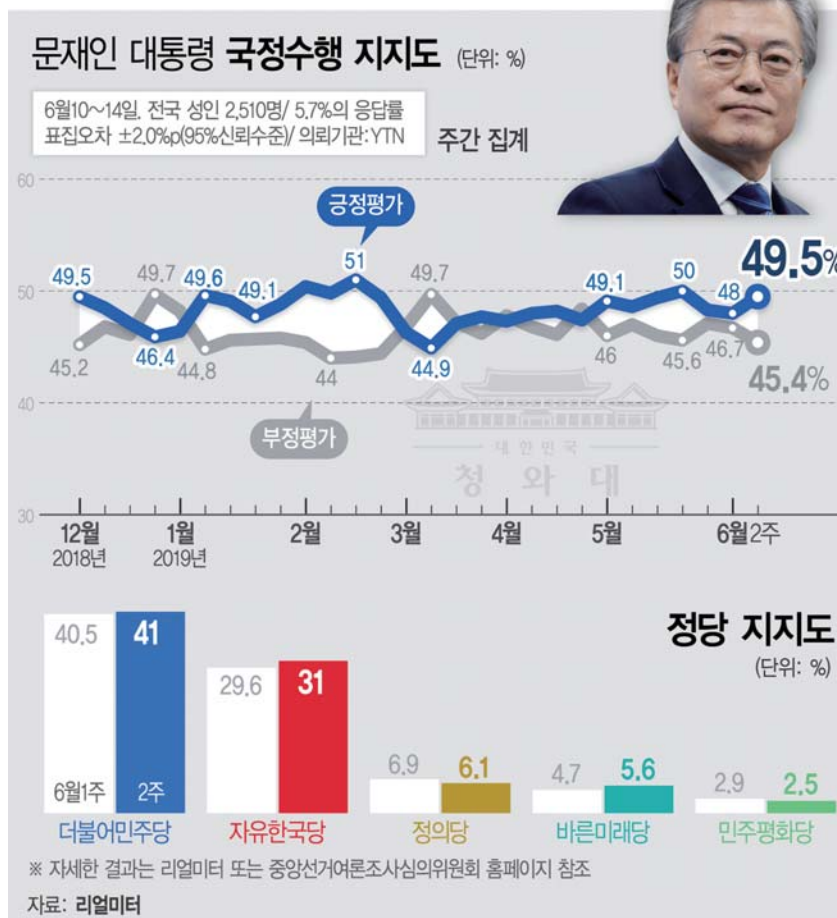 문재인 대통령 국정수행 지지도 (단위: %)
6월10~14일. 전국 성인 2,510명/ 5.7%의 응답률
표집오차 ±2.0%p(95%신뢰수준)/ 의뢰기관:YTN
주간 집계
60
긍정평가
49.5
49.7
49.6
49.1
51
49.7
49.1
50
48
49.5%
50
45.2
46.4
44.8
44
44.9
46
45.6
46.7
45.4%
40
부정평가
대한민국
청와대
30
12월 1월 2월 3월 4월 5월 6월2주
2018년 2019년
정당 지지도
(단위: %)
40.5 41
29.6 31
6.9 6.1
4.7 5.6
2.9 2.5
6월1주 2주
더불어민주당 자유한국당 정의당 바른미래당 민주평화당
※ 자세한 결과는 리얼미터 또는 중앙선거여론조사심의위원회 홈페이지 참조
자료: 리얼미터